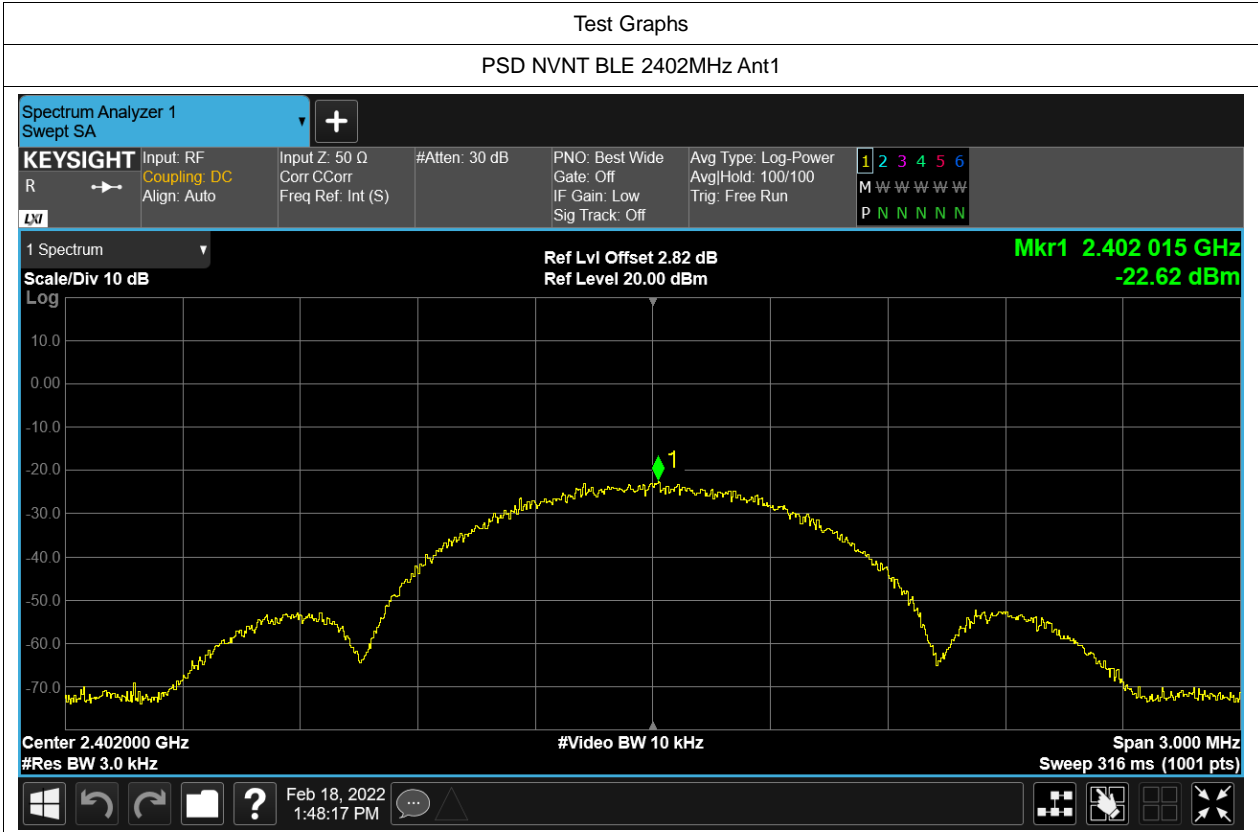 Test Graphs
PSD NVNT BLE 2402MHz Ant1
Spectrum Analyzer 1
Swept SA
+
KEYSIGHT
R
LXI
Input: RF
Coupling: DC
Align: Auto
Input Z: 50 Ω
Corr CCorr
Freq Ref: Int (S)
#Atten: 30 dB
PNO: Best Wide
Gate: Off
IF Gain: Low
Sig Track: Off
Avg Type: Log-Power
Avg|Hold: 100/100
Trig: Free Run
1 2 3 4 5 6
M W W W W W W
P N N N N N N
1 Spectrum
Scale/Div 10 dB
Log
Ref Lvl Offset 2.82 dB
Ref Level 20.00 dBm
Mkr1 2.402 015 GHz
-22.62 dBm
10.0
0.00
-10.0
-20.0
-30.0
-40.0
-50.0
-60.0
-70.0
1
Center 2.402000 GHz
#Res BW 3.0 kHz
#Video BW 10 kHz
Span 3.000 MHz
Sweep 316 ms (1001 pts)
?
Feb 18, 2022
1:48:17 PM